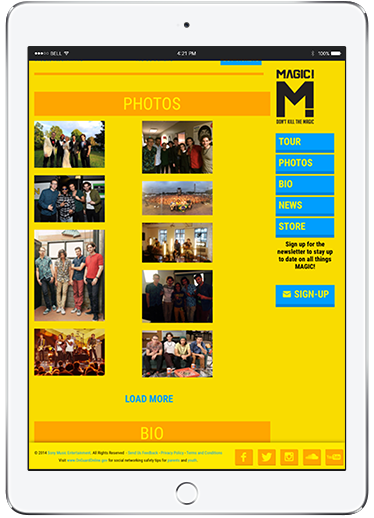 BELL
4:21 PM
100%
PHOTOS
MAGIC!
M
DON'T KILL THE MAGIC
TOUR
PHOTOS
BIO
NEWS
STORE
Sign up for the
newsletter to stay up
to date on all things
MAGIC!
SIGN-UP
LOAD MORE
BIO
© 2014 Sony Music Entertainment. All Rights Reserved - Send Us Feedback - Privacy Policy - Terms and Conditions
Visit www.thinyanthitnk.gov for social networking safety tips for parents and youth.
You